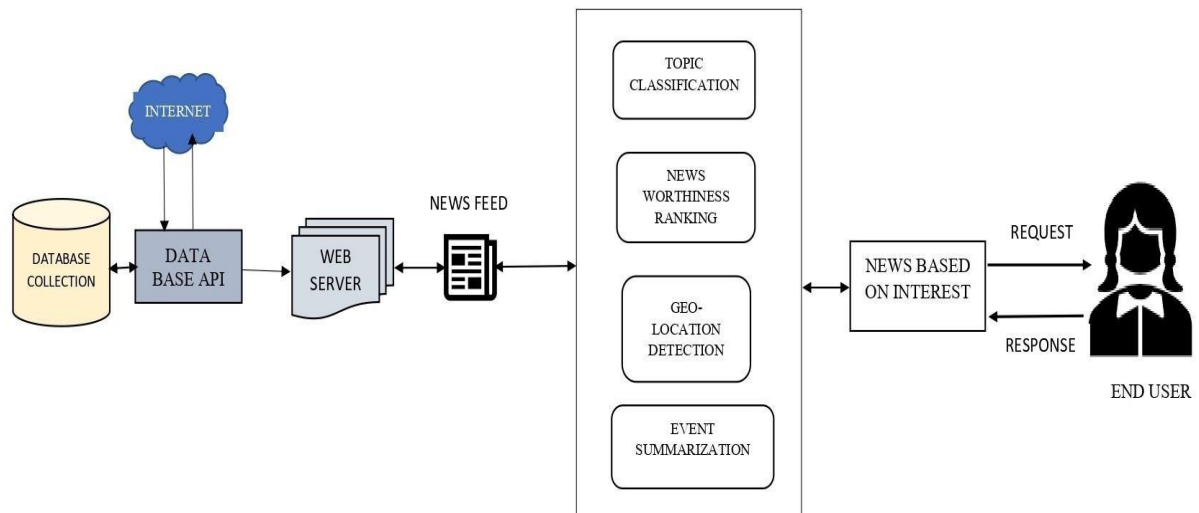 INTERNET
DATABASE
COLLECTION
DATA
BASE API
WEB
SERVER
NEWS FEED
TOPIC
CLASSIFICATION
NEWS
WORTHINESS
RANKING
GEO-
LOCATION
DETECTION
EVENT
SUMMARIZATION
NEWS BASED
ON INTEREST
REQUEST
RESPONSE
END USER